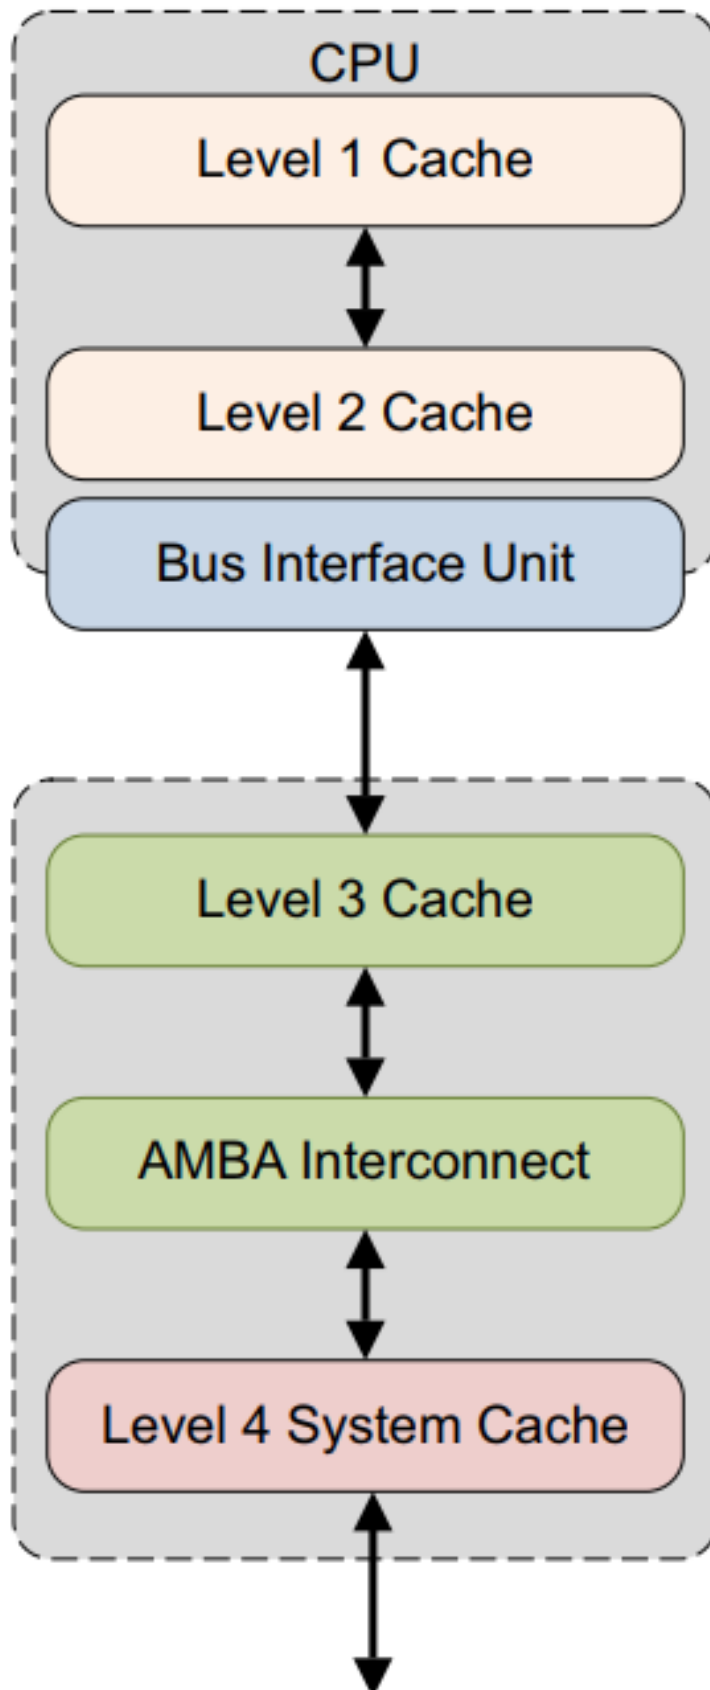 CPU
Level 1 Cache
Level 2 Cache
Bus Interface Unit
Level 3 Cache
AMBA Interconnect
Level 4 System Cache